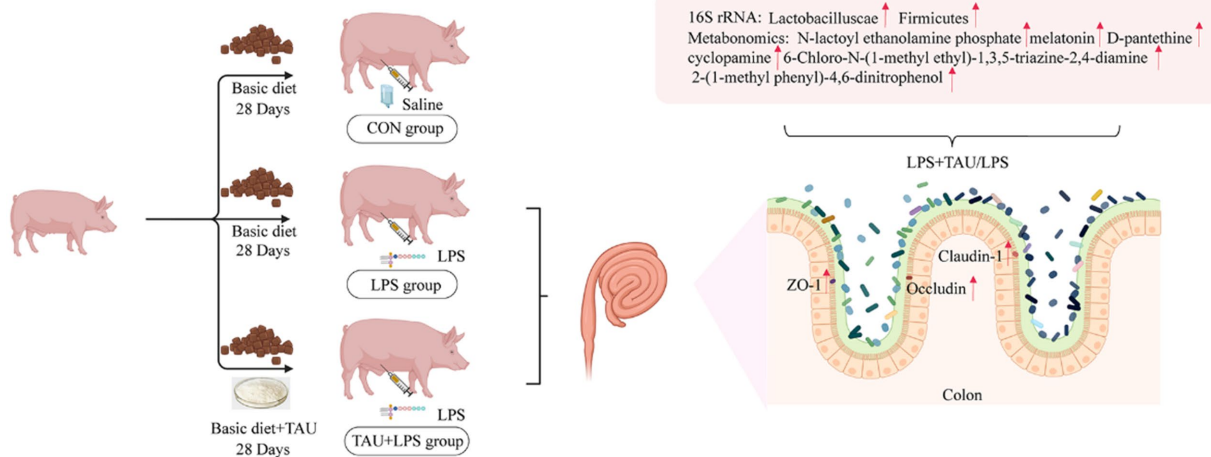 Basic diet
28 Days
Saline
CON group
Basic diet
28 Days
LPS
LPS group
Basic diet+TAU
28 Days
LPS
TAU+LPS group
16S rRNA: Lactobacilluscae Firmicutes
Metabonomics: N-lactoyl ethanolamine phosphate melatonin D-pantethine
cyclopamine 6-Chloro-N-(1-methyl ethyl)-1,3,5-triazine-2,4-diamine
2-(1-methyl phenyl)-4,6-dinitrophenol
LPS+TAU/LPS
Claudin-1
ZO-1
Occludin
Colon